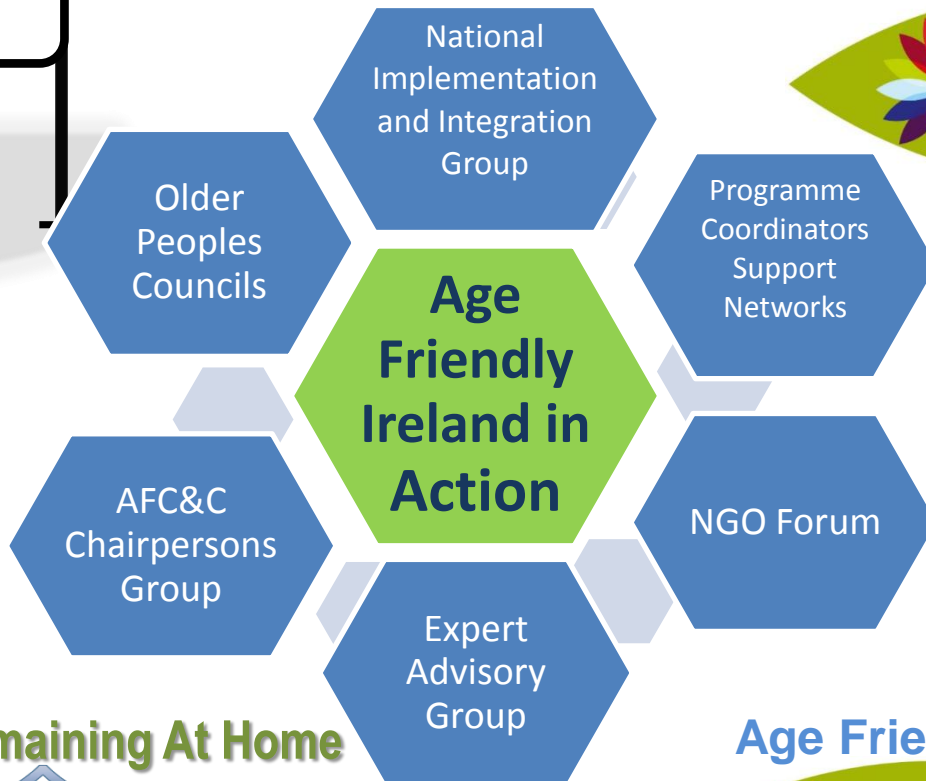 National
Implementation
and Integration
Group
Older
Peoples
Councils
Programme
Coordinators
Support
Networks
Age
Friendly
Ireland in
Action
AFC&C
Chairpersons
Group
NGO Forum
Expert
Advisory
Group
maining At Home
Age Frie